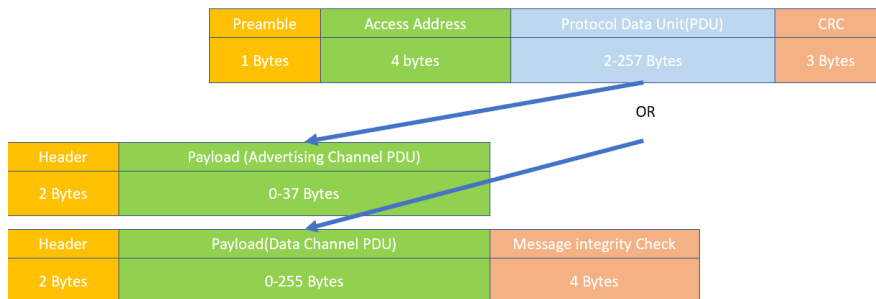 Preamble Access Address Protocol Data Unit(PDU) CRC
1 Bytes 4 bytes 2-257 Bytes 3 Bytes
OR
Header Payload (Advertising Channel PDU)
2 Bytes 0-37 Bytes
Header Payload(Data Channel PDU) Message integrity Check
2 Bytes 0-255 Bytes 4 Bytes